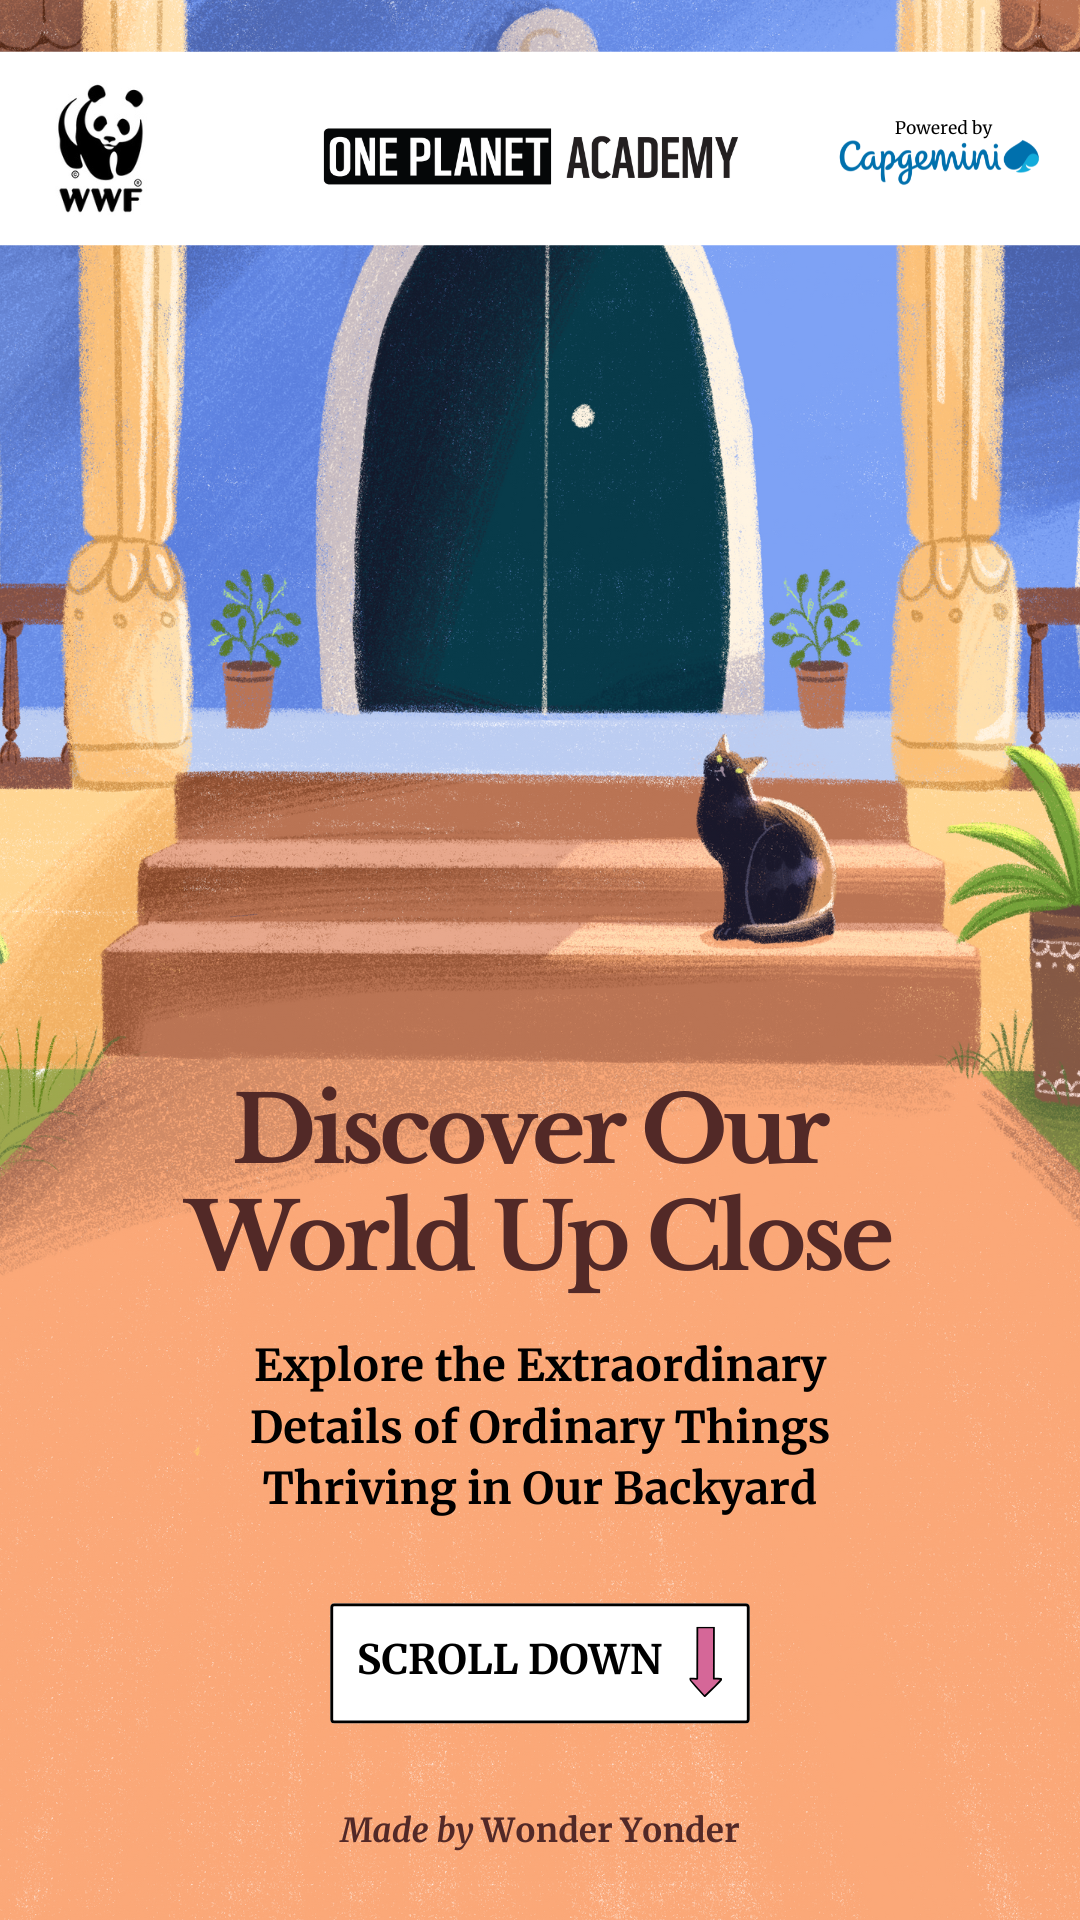 WWF
ONE PLANET ACADEMY
Powered by
Capgemini
Discover Our
World Up Close
Explore the Extraordinary
Details of Ordinary Things
Thriving in Our Backyard
SCROLL DOWN
Made by Wonder Yonder